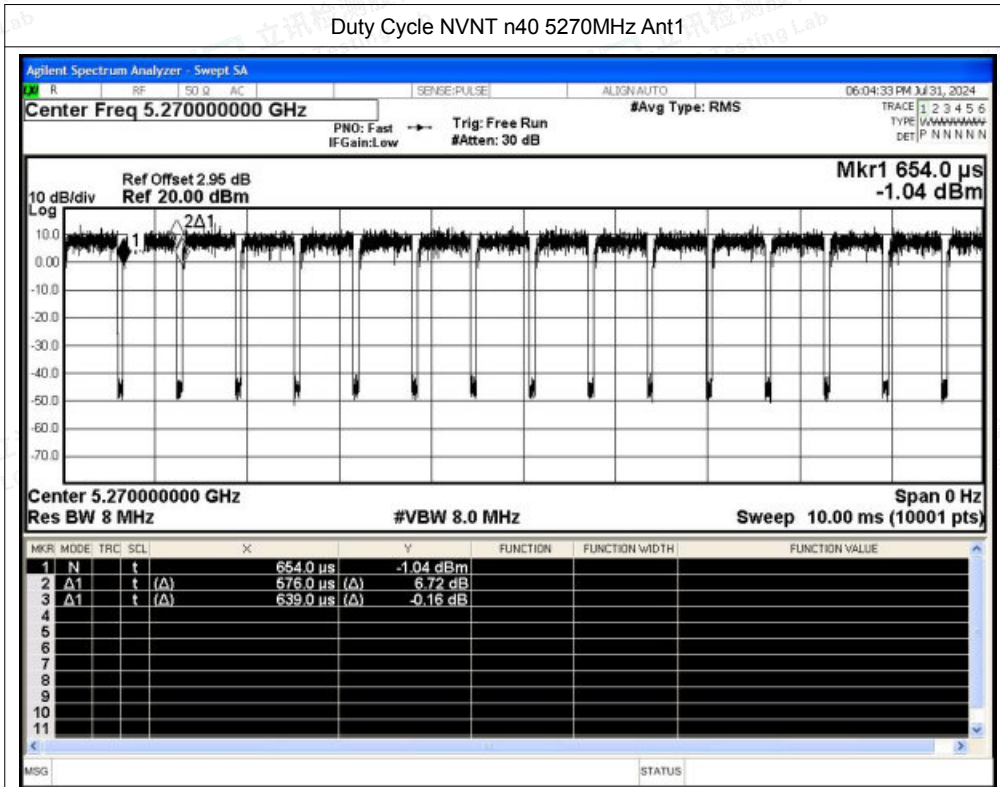 Duty Cycle NVNT n40 5270MHz Ant1
Agilent Spectrum Analyzer - Swept SA
R RF 50 Ω AC SENSE:PULSE ALIGN AUTO 06:04:33 PM Jul 31, 2024
Center Freq 5.270000000 GHz #Avg Type: RMS TRACE 1 2 3 4 5 6
PNO: Fast Trig: Free Run TYPE
IFGain:Low #Atten: 30 dB DET P N N N N N
Mkr1 654.0 µs
Ref Offset 2.95 dB
10 dB/div Ref 20.00 dBm -1.04 dBm
Log
10.0
0.00
-10.0
-20.0
-30.0
-40.0
-50.0
-60.0
-70.0
1
2Δ1
Center 5.270000000 GHz Span 0 Hz
Res BW 8 MHz #VBW 8.0 MHz Sweep 10.00 ms (10001 pts)
MKR MODE TRC SCL X Y FUNCTION FUNCTION WIDTH FUNCTION VALUE
1 N t 654.0 µs -1.04 dBm
2 Δ1 t (Δ) 576.0 µs (Δ) 6.72 dB
3 Δ1 t (Δ) 639.0 µs (Δ) -0.16 dB
4
5
6
7
8
9
10
11
MSG STATUS